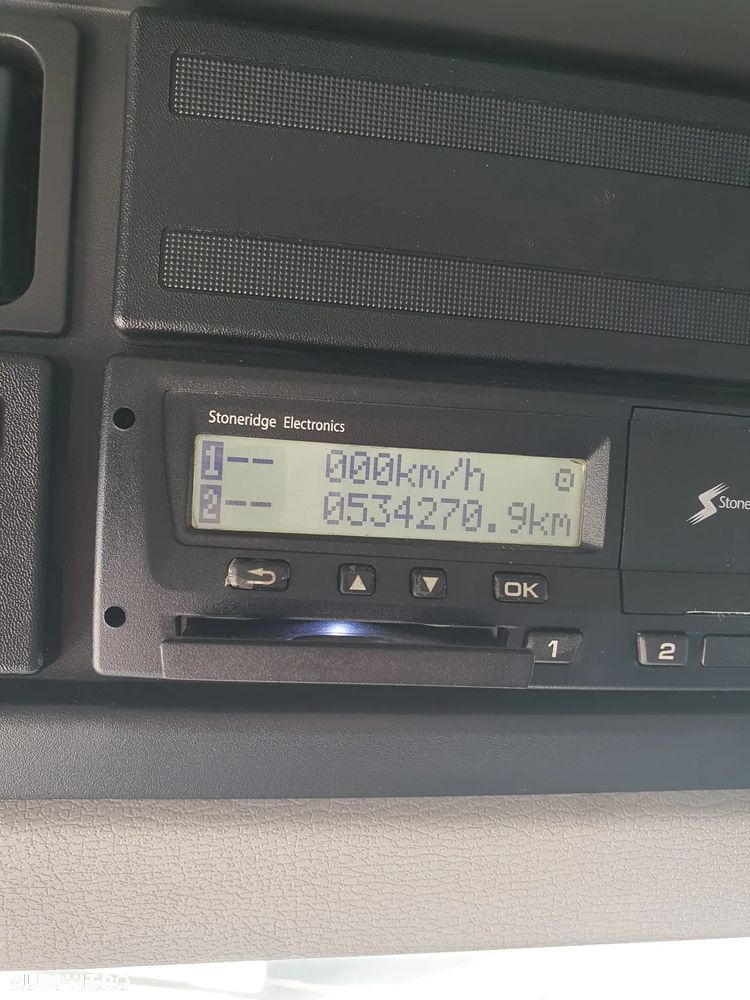 Stoneridge Electronics
1-- 000km/h
2-- 0534270.9km
Stone
▲ ▼ OK
1 2
AUTOVIT.RO